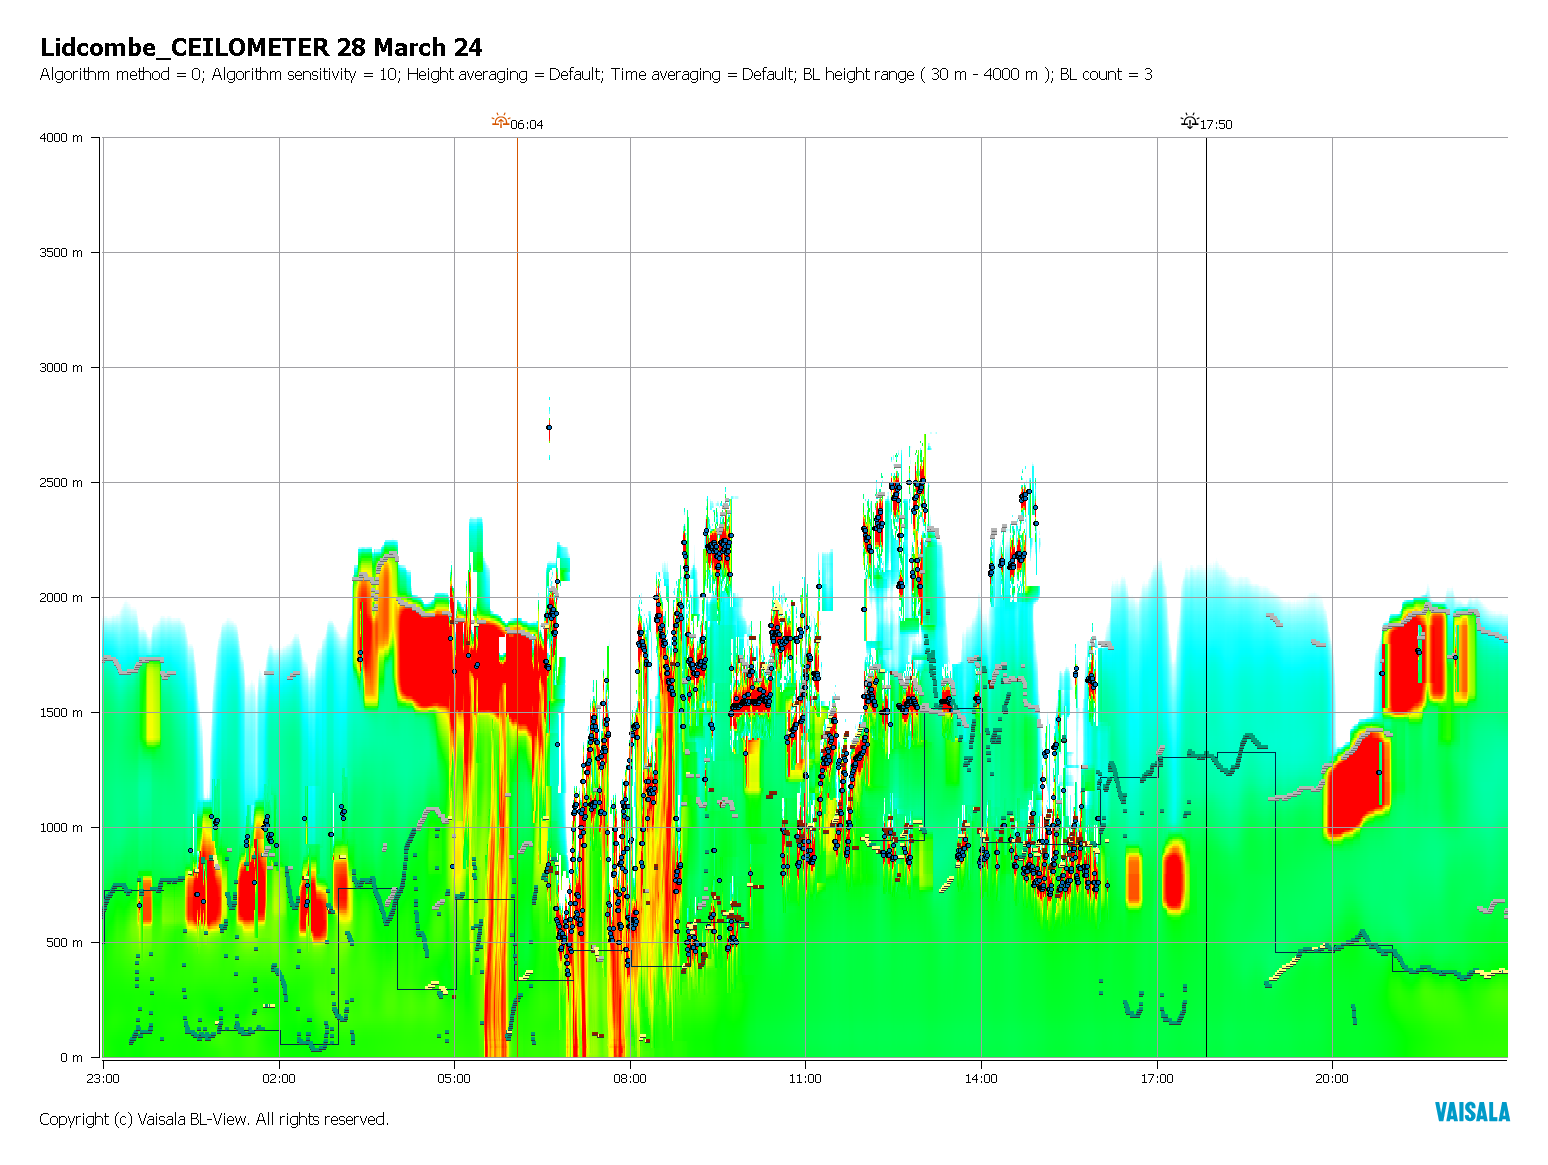 Lidcombe_CEILOMETER 28 March 24
Algorithm method = 0; Algorithm sensitivity = 10; Height averaging = Default; Time averaging = Default; BL height range ( 30 m - 4000 m ); BL count = 3
06:04
17:50
4000 m
3500 m
3000 m
2500 m
2000 m
1500 m
1000 m
500 m
0 m
23:00
02:00
05:00
08:00
11:00
14:00
17:00
20:00
Copyright (c) Vaisala BL-View. All rights reserved.
VAISALA